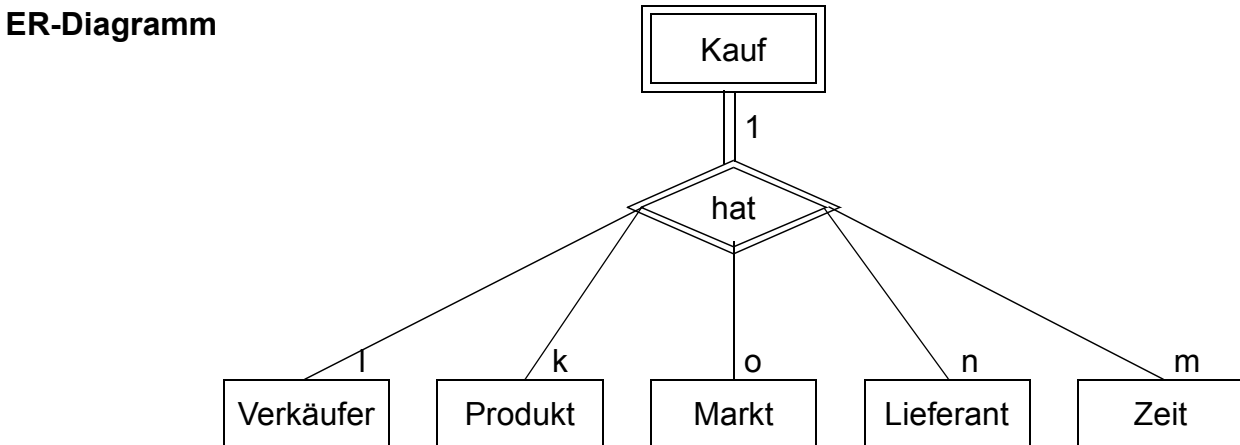 ER-Diagramm
Kauf
1
hat
l k o n m
Verkäufer Produkt Markt Lieferant Zeit